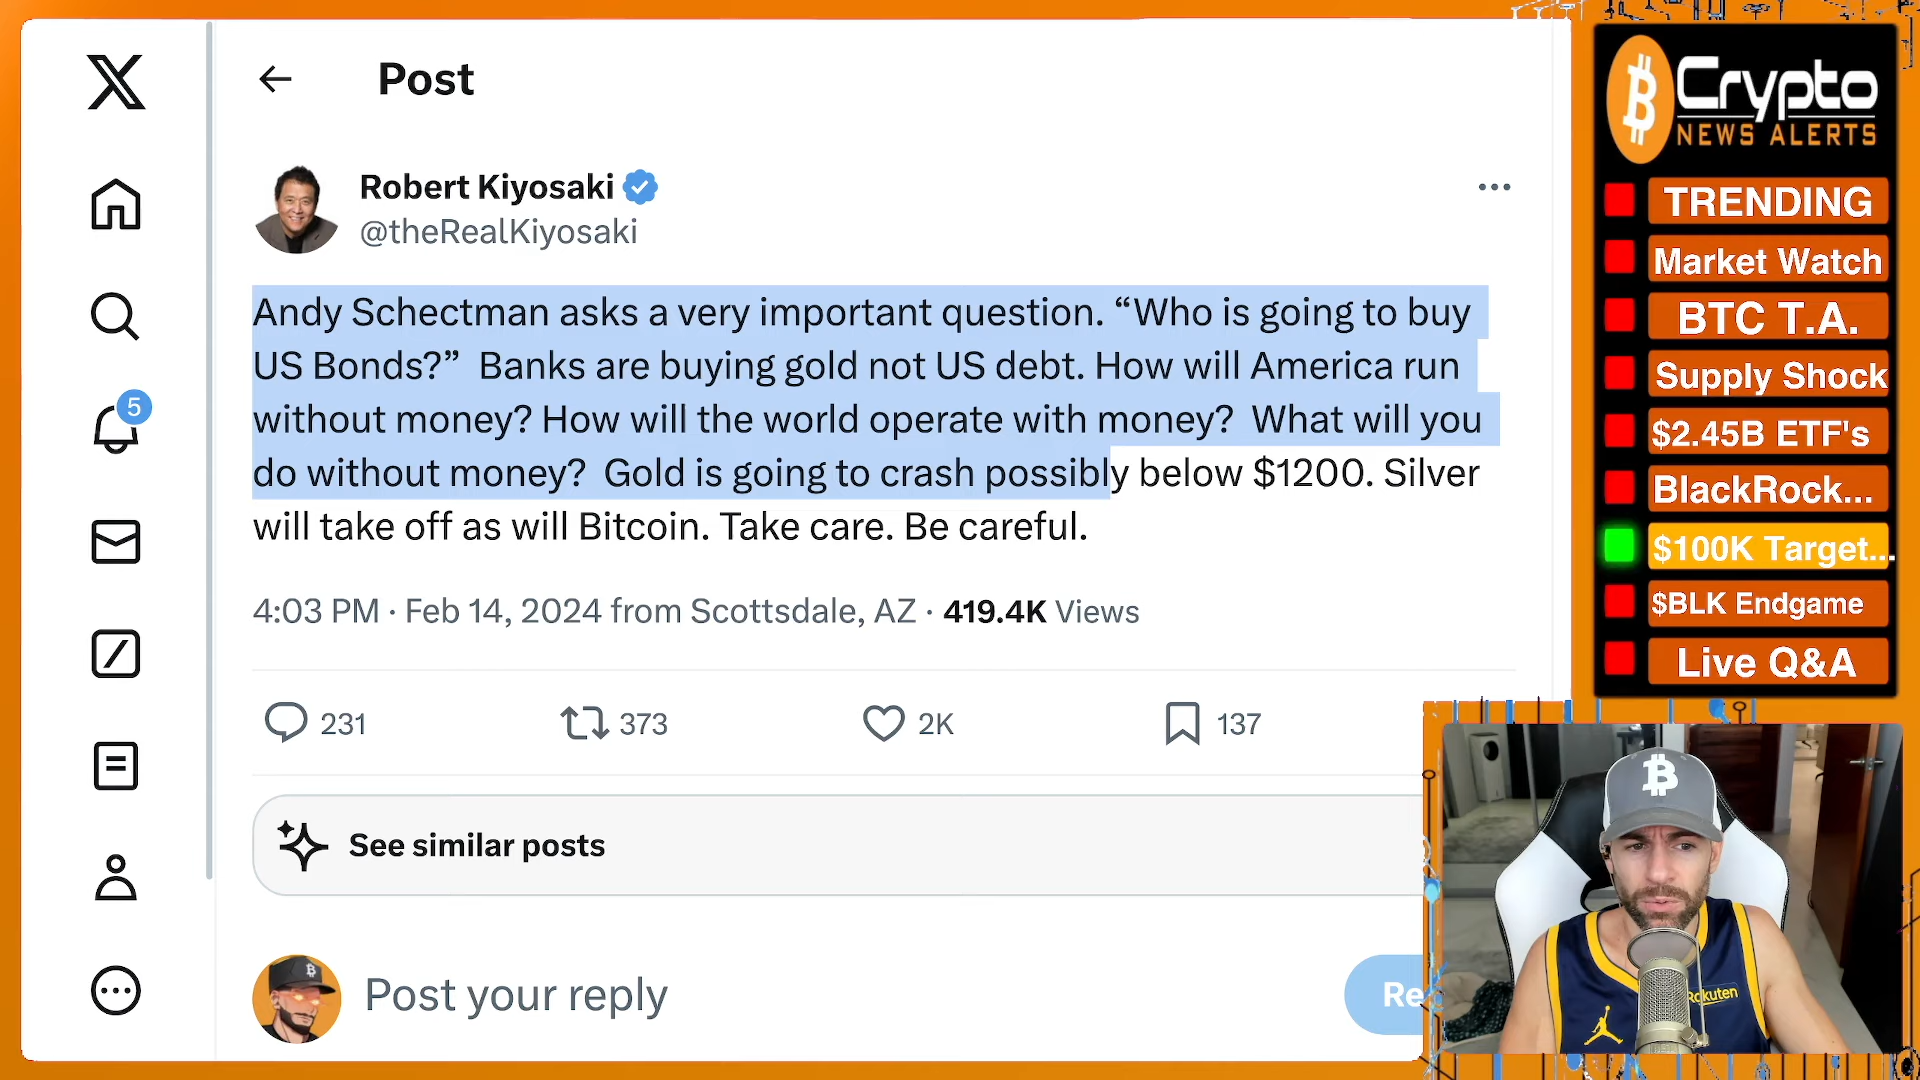 Post
Robert Kiyosaki
@theRealKiyosaki
Andy Schectman asks a very important question. “Who is going to buy
US Bonds?”  Banks are buying gold not US debt. How will America run
without money? How will the world operate with money?  What will you
do without money?  Gold is going to crash possibly below $1200. Silver
will take off as will Bitcoin. Take care. Be careful.
4:03 PM · Feb 14, 2024 from Scottsdale, AZ · 419.4K Views
231
373
2K
137
See similar posts
Post your reply
Re
5
Crypto
NEWS ALERTS
TRENDING
Market Watch
BTC T.A.
Supply Shock
$2.45B ETF's
BlackRock...
$100K Target...
$BLK Endgame
Live Q&A
Rakuten